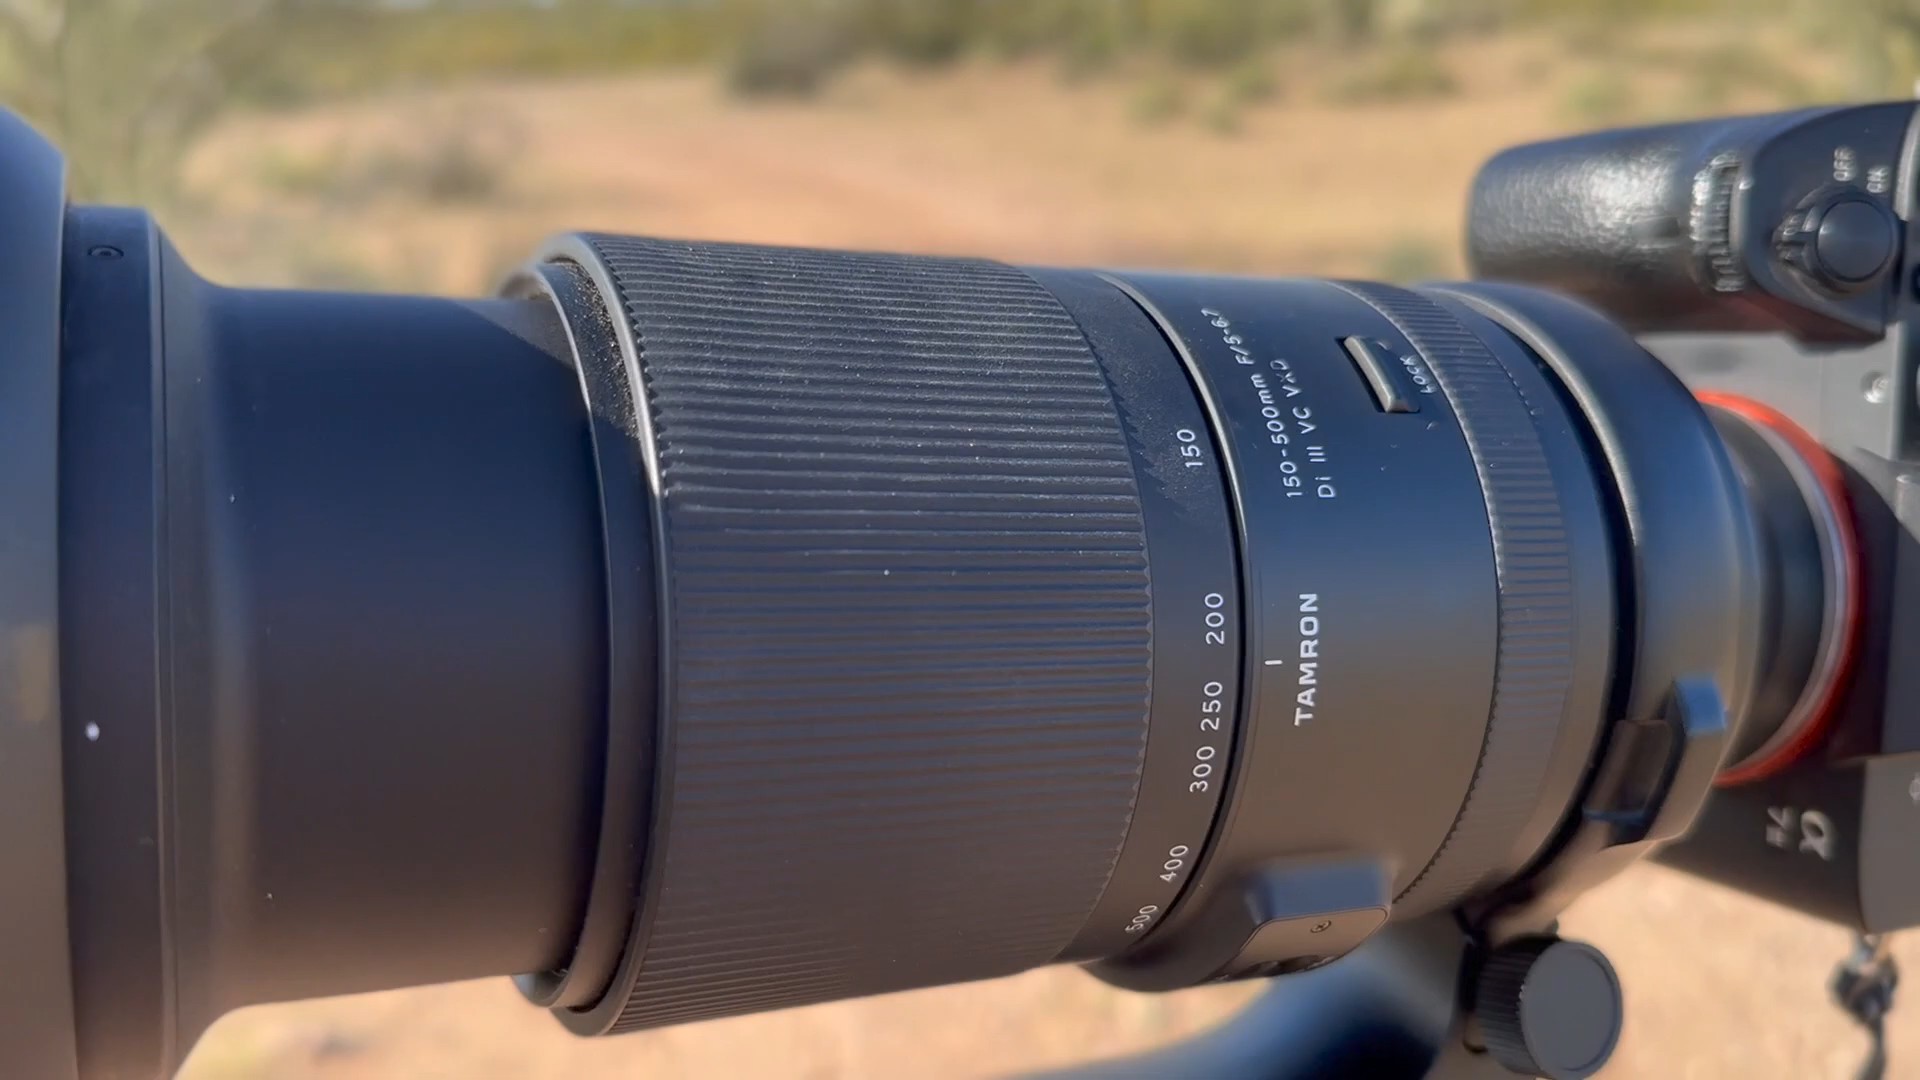 OFF
ON
150-500mm F/5-6.7
Di III VC VXD
LOCK
TAMRON
150
200
250
300
400
500